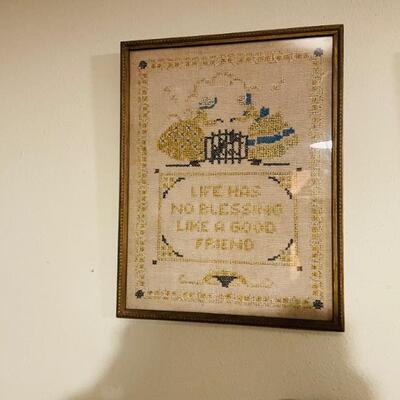 LIFE HAS
NO BLESSING
LIKE A GOOD
FRIEND